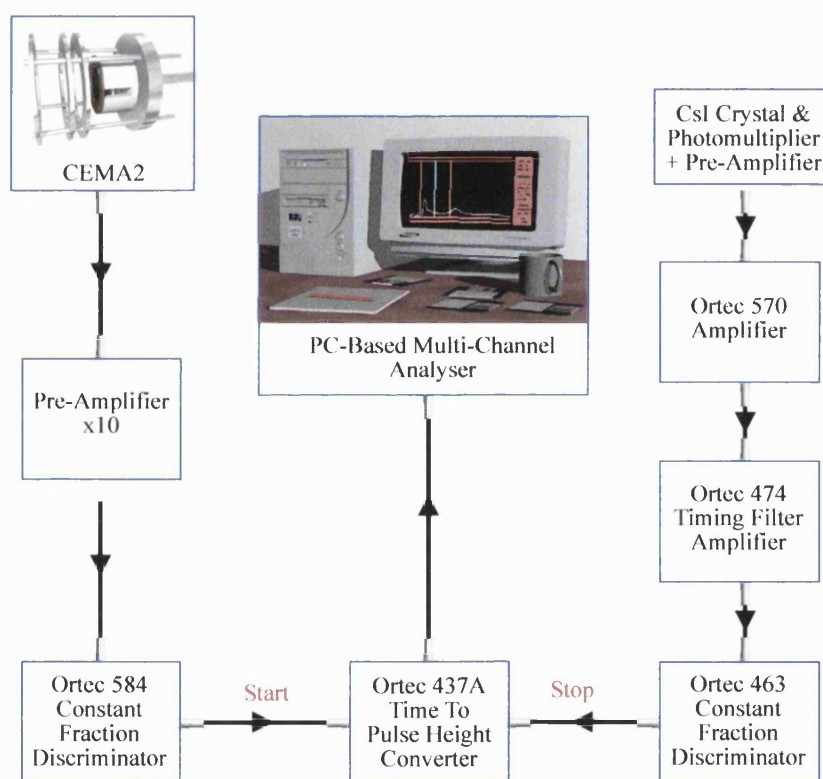 CEMA2
CsI Crystal &
Photomultiplier
+ Pre-Amplifier
Ortec 570
Amplifier
PC-Based Multi-Channel
Analyser
Pre-Amplifier
x10
Ortec 474
Timing Filter
Amplifier
Ortec 584
Constant
Fraction
Discriminator
Start
Ortec 437A
Time To
Pulse Height
Converter
Stop
Ortec 463
Constant
Fraction
Discriminator